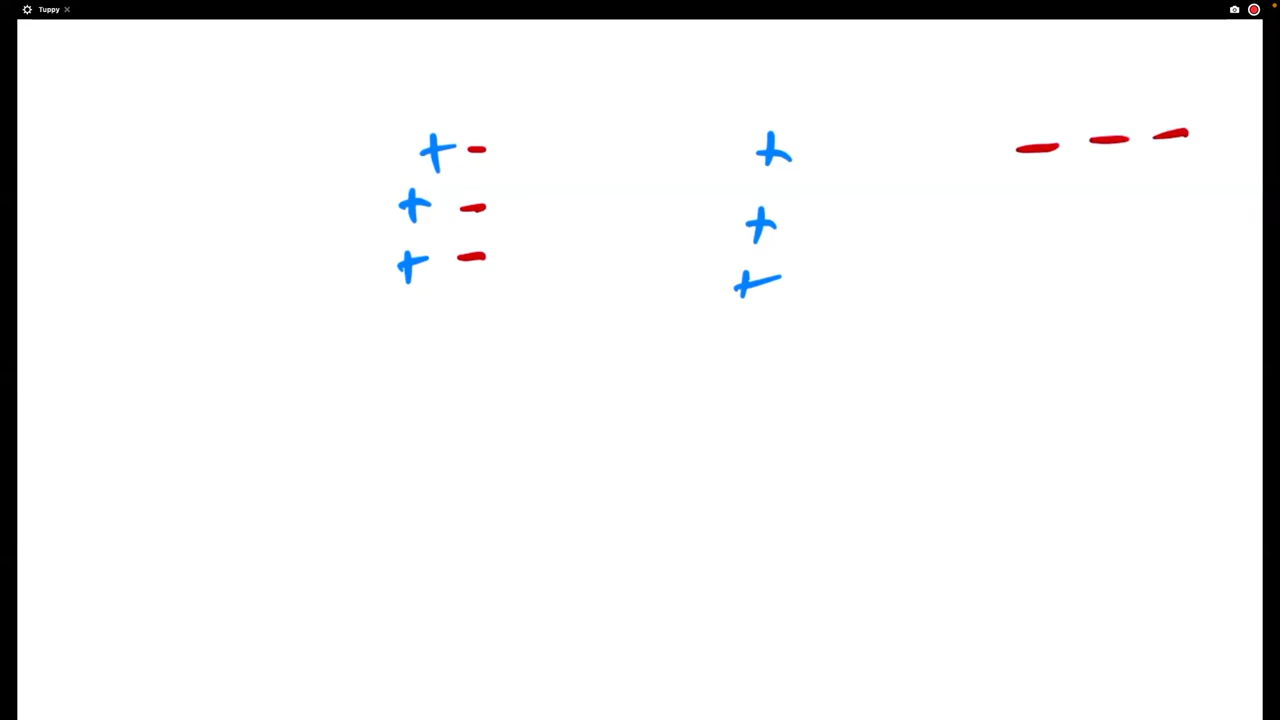 Tuppy
+ - + - - -
+ - +
+ - +